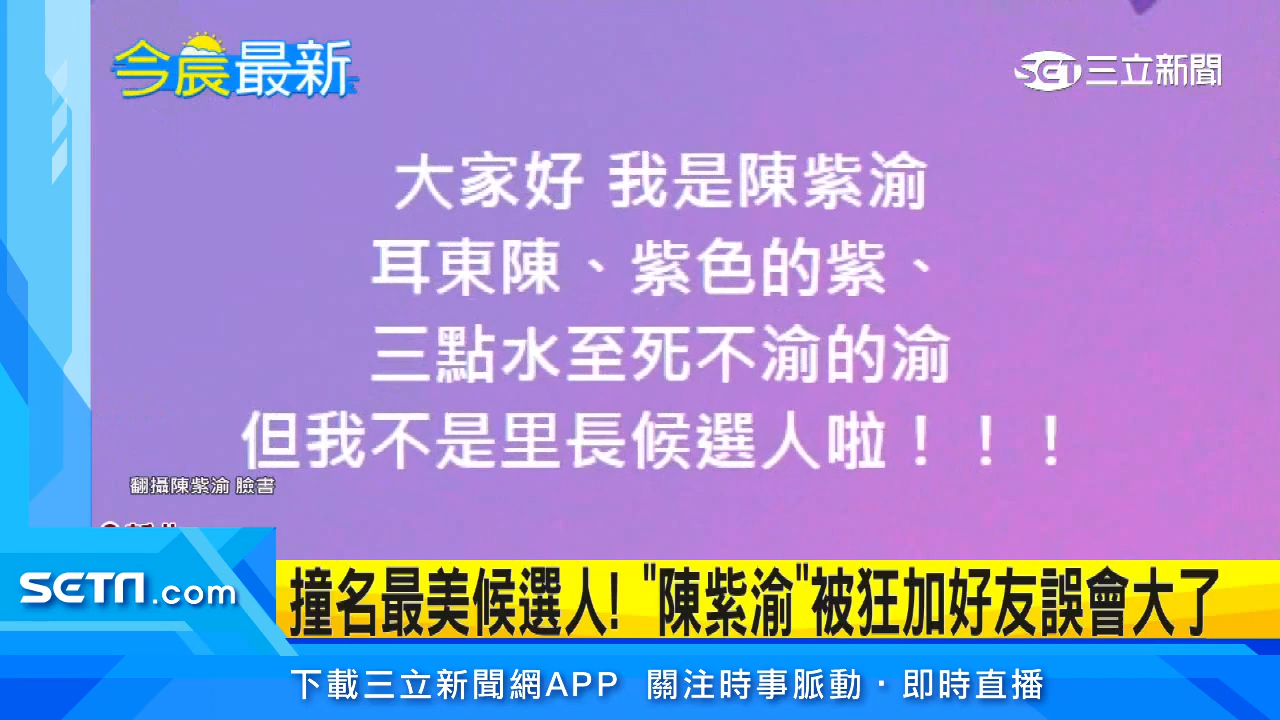 今晨最新
SET 三立新聞
大家好 我是陳紫渝
耳東陳、紫色的紫、
三點水至死不渝的渝
但我不是里長候選人啦！！！
翻攝陳紫渝 臉書
SETN.com
撞名最美候選人! "陳紫渝"被狂加好友誤會大了
下載三立新聞網APP 關注時事脈動・即時直播